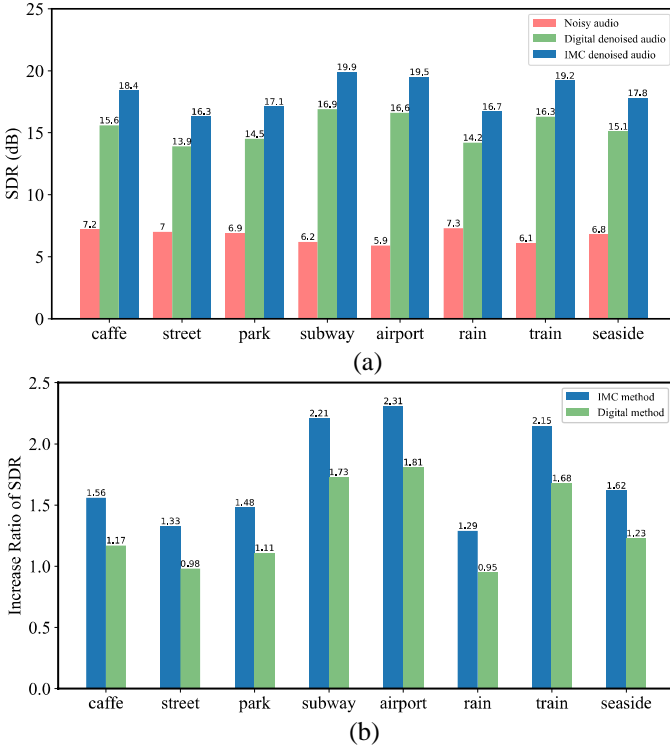 25
20
15
10
5
0
SDR (dB)
Noisy audio
Digital denoised audio
IMC denoised audio
7.2 15.6 18.4
7 13.9 16.3
6.9 14.5 17.1
6.2 16.9 19.9
5.9 16.6 19.5
7.3 14.2 16.7
6.1 16.3 19.2
6.8 15.1 17.8
caffe street park subway airport rain train seaside
(a)
2.5
2.0
1.5
1.0
0.5
0.0
Increase Ratio of SDR
IMC method
Digital method
1.56 1.17
1.33 0.98
1.48 1.11
2.21 1.73
2.31 1.81
1.29 0.95
2.15 1.68
1.62 1.23
caffe street park subway airport rain train seaside
(b)